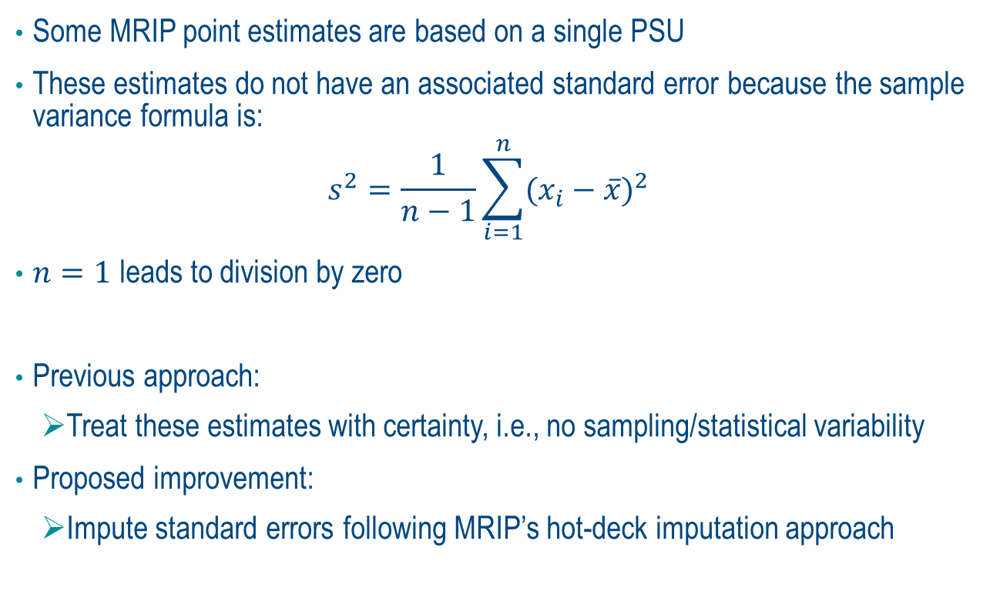 • Some MRIP point estimates are based on a single PSU
• These estimates do not have an associated standard error because the sample
variance formula is:
s² = \frac{1}{n − 1} \sum_{i=1}^{n} (x_i − \bar{x})²
• n = 1 leads to division by zero
• Previous approach:
➢Treat these estimates with certainty, i.e., no sampling/statistical variability
• Proposed improvement:
➢Impute standard errors following MRIP's hot-deck imputation approach